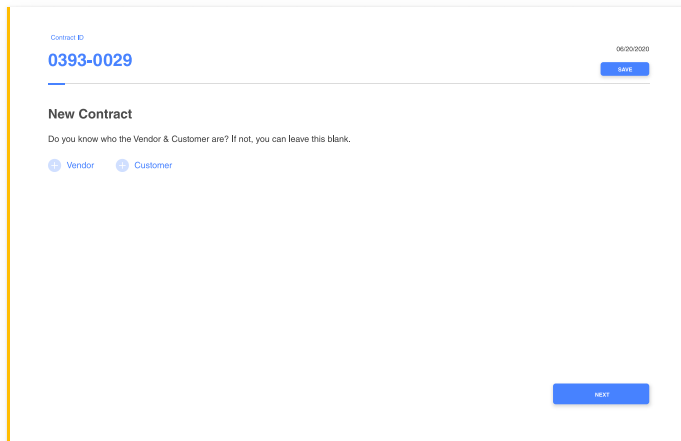 Contract ID
0393-0029
06/20/2020
SAVE
New Contract
Do you know who the Vendor & Customer are? If not, you can leave this blank.
Vendor
Customer
NEXT